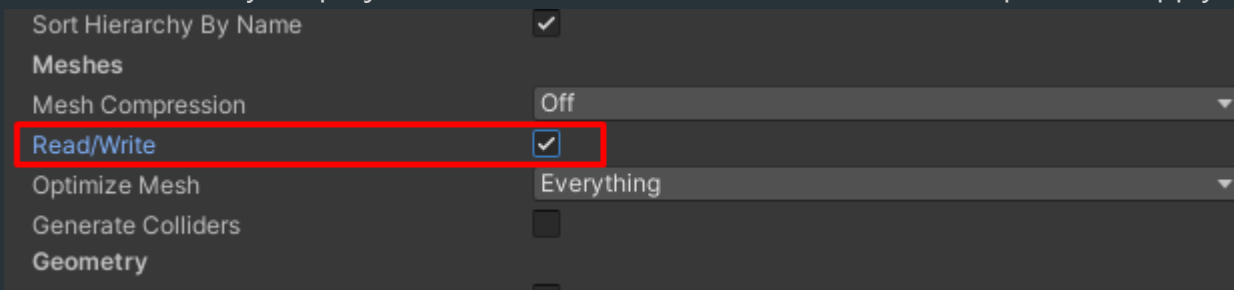 Sort Hierarchy By Name
Meshes
Mesh Compression Off
Read/Write
Optimize Mesh Everything
Generate Colliders
Geometry